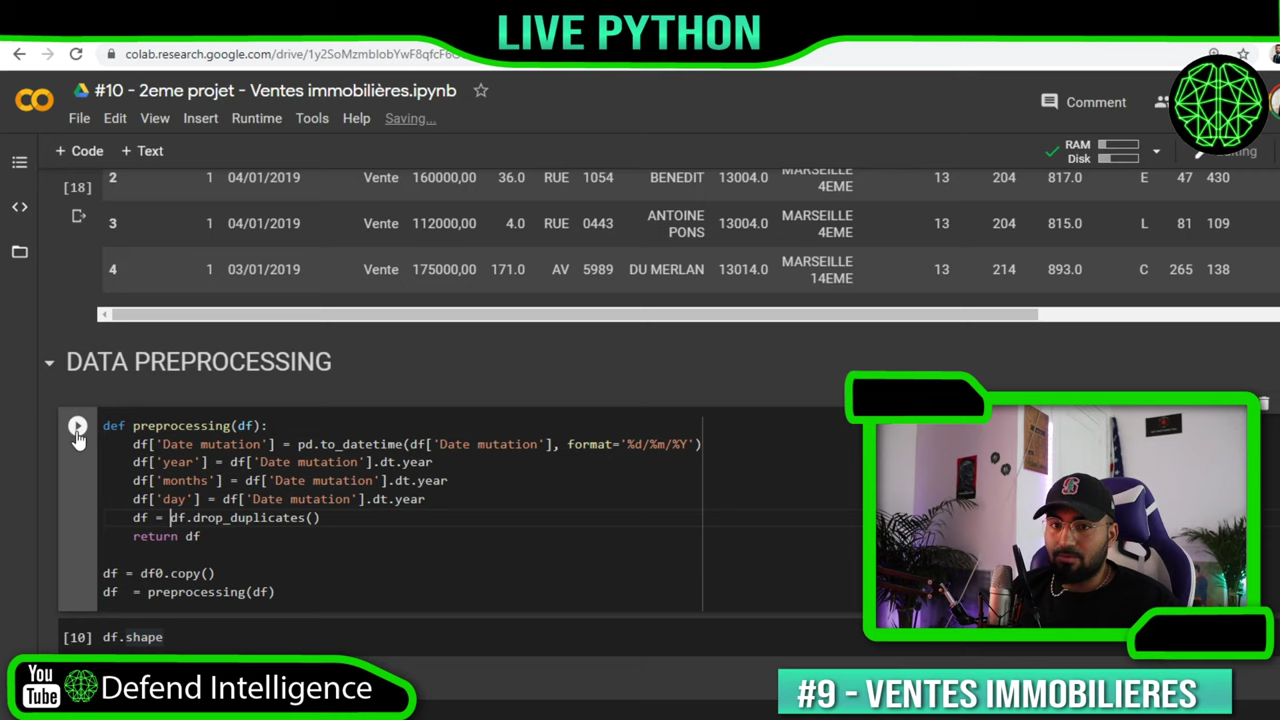 LIVE PYTHON
colab.research.google.com/drive/1y2SoMzmbIobYwF8qfcF6
#10 - 2eme projet - Ventes immobilières.ipynb
Comment
File Edit View Insert Runtime Tools Help Saving...
+ Code + Text
RAM
Disk
Editing
[18]
2 1 04/01/2019 Vente 160000,00 36.0 RUE 1054 BENEDIT 13004.0 MARSEILLE 4EME 13 204 817.0 E 47 430
3 1 04/01/2019 Vente 112000,00 4.0 RUE 0443 ANTOINE PONS 13004.0 MARSEILLE 4EME 13 204 815.0 L 81 109
4 1 03/01/2019 Vente 175000,00 171.0 AV 5989 DU MERLAN 13014.0 MARSEILLE 14EME 13 214 893.0 C 265 138
DATA PREPROCESSING
def preprocessing(df):
df['Date mutation'] = pd.to_datetime(df['Date mutation'], format='%d/%m/%Y')
df['year'] = df['Date mutation'].dt.year
df['months'] = df['Date mutation'].dt.year
df['day'] = df['Date mutation'].dt.year
df = df.drop_duplicates()
return df
df = df0.copy()
df  = preprocessing(df)
[10] df.shape
You
Tube
Defend Intelligence
#9 - VENTES IMMOBILIERES